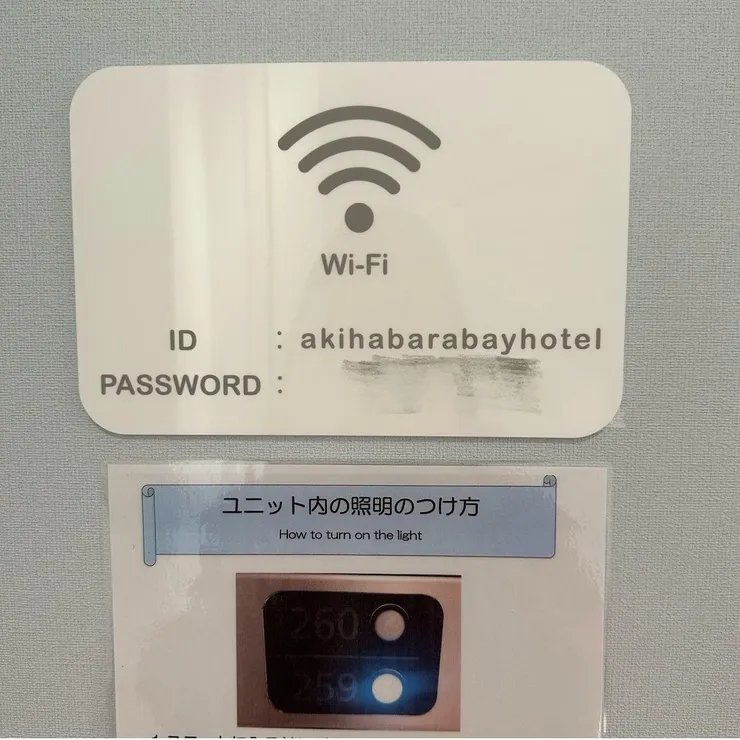 Wi-Fi
ID : akihabarabayhotel
PASSWORD :
ユニット内の照明のつけ方
How to turn on the light
260
259